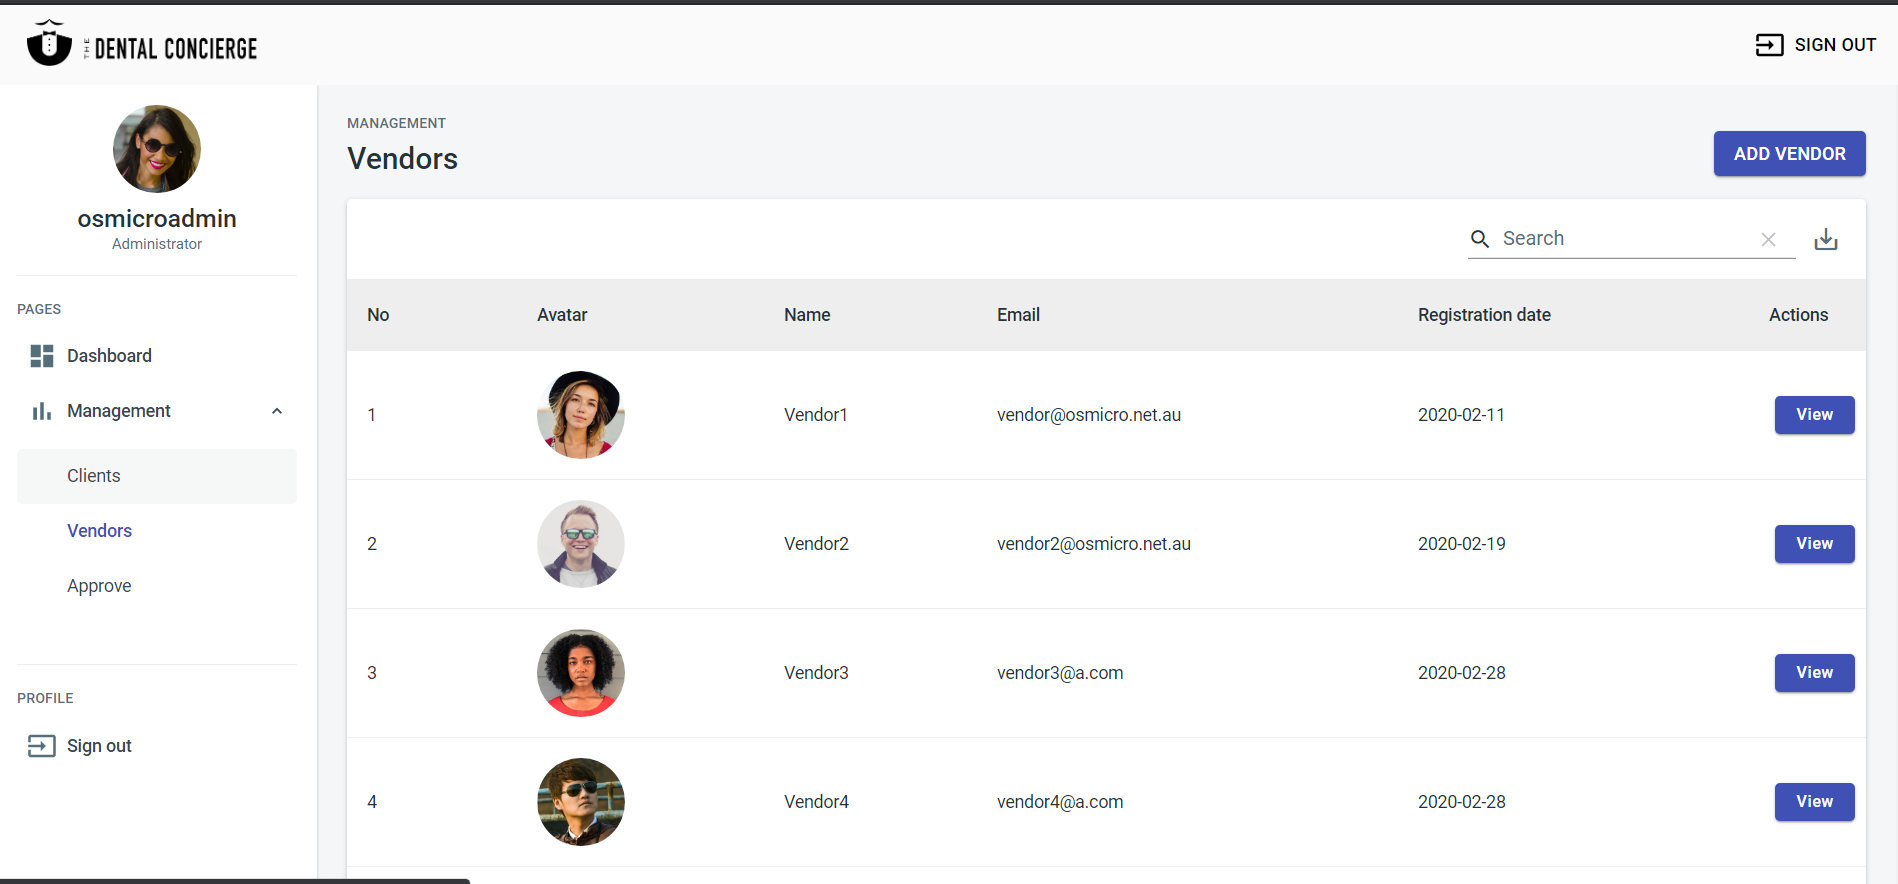 THE DENTAL CONCIERGE
SIGN OUT
osmicroadmin
Administrator
PAGES
Dashboard
Management
Clients
Vendors
Approve
PROFILE
Sign out
MANAGEMENT
Vendors
ADD VENDOR
Search
No Avatar Name Email Registration date Actions
1 Vendor1 vendor@osmicro.net.au 2020-02-11 View
2 Vendor2 vendor2@osmicro.net.au 2020-02-19 View
3 Vendor3 vendor3@a.com 2020-02-28 View
4 Vendor4 vendor4@a.com 2020-02-28 View